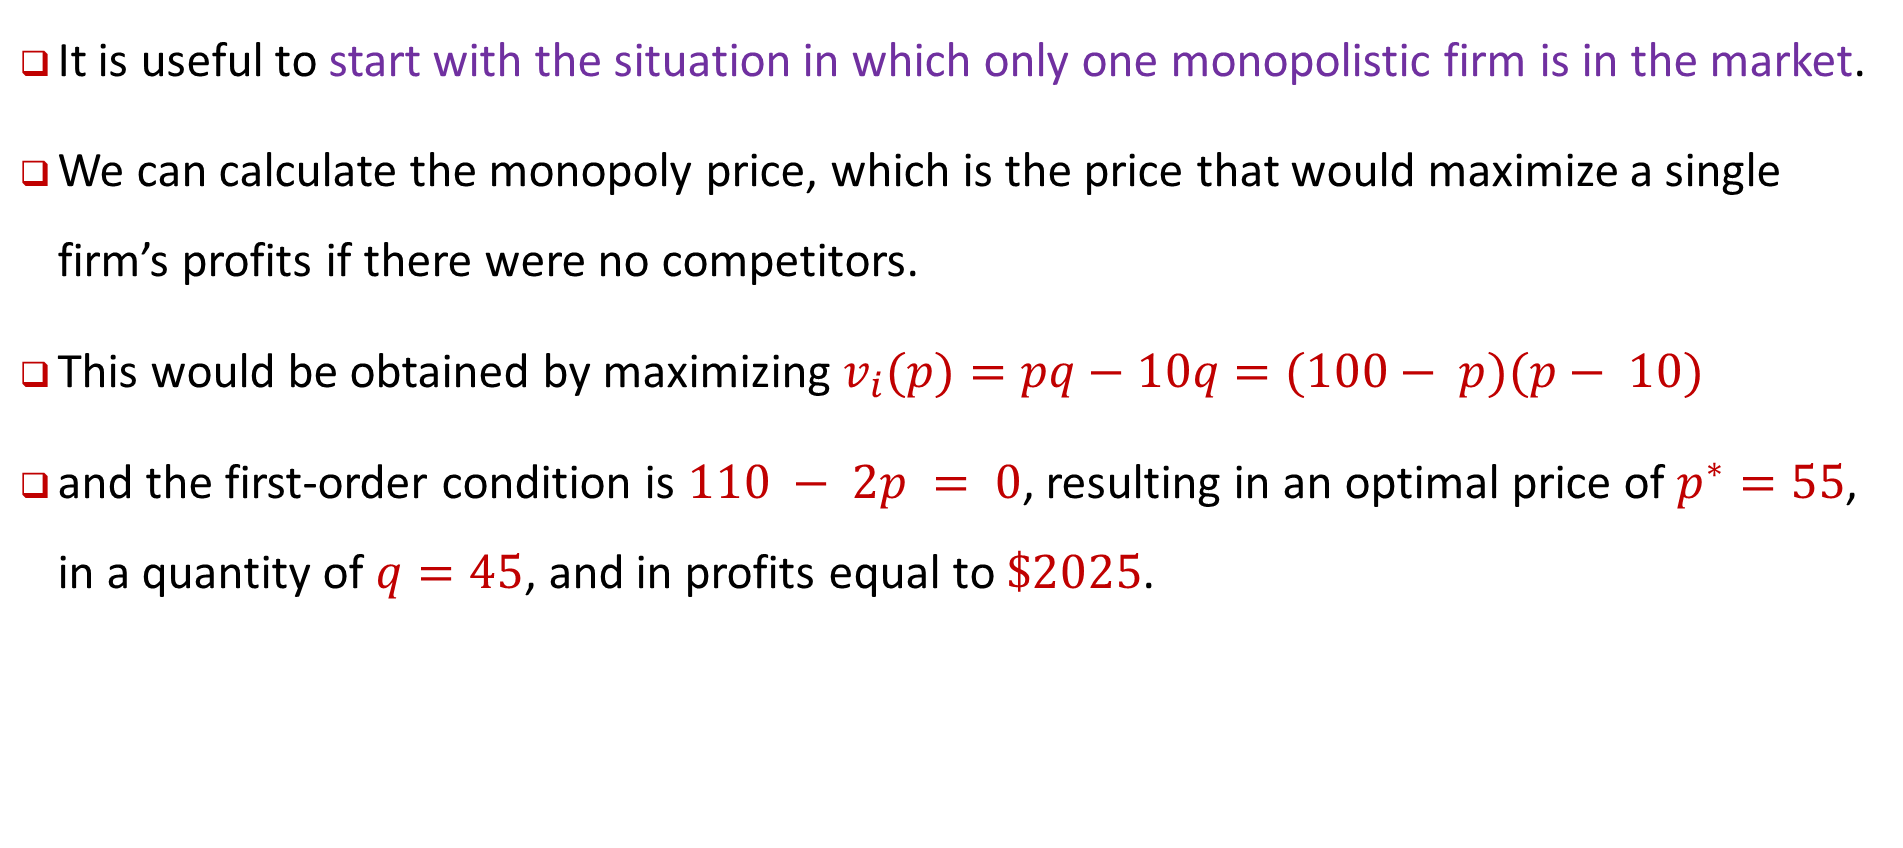 ❑ It is useful to start with the situation in which only one monopolistic firm is in the market.
❑ We can calculate the monopoly price, which is the price that would maximize a single
firm’s profits if there were no competitors.
❑ This would be obtained by maximizing 𝑣ᵢ(𝑝) = 𝑝𝑞 − 10𝑞 = (100 − 𝑝)(𝑝 − 10)
❑ and the first-order condition is 110 − 2𝑝 = 0, resulting in an optimal price of 𝑝* = 55,
in a quantity of 𝑞 = 45, and in profits equal to $2025.